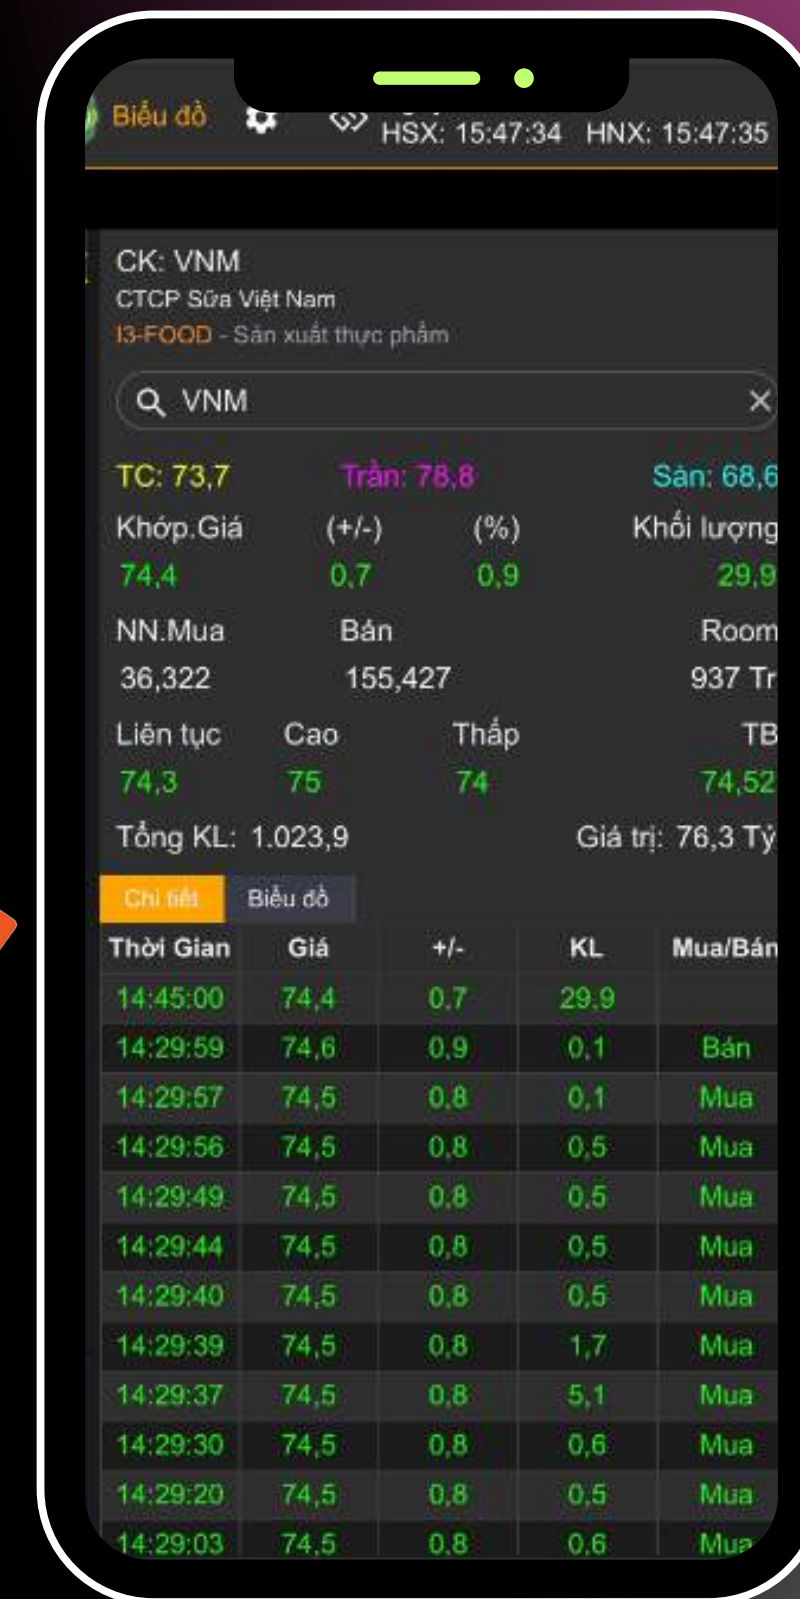 Biểu đồ
HSX: 15:47:34 HNX: 15:47:35
CK: VNM
CTCP Sữa Việt Nam
I3-FOOD - Sản xuất thực phẩm
VNM
TC: 73,7 Trần: 78,8 Sàn: 68,6
Khớp.Giá (+/-) (%) Khối lượng
74,4 0,7 0,9 29,9
NN.Mua Bán Room
36,322 155,427 937 Tr
Liên tục Cao Thấp TB
74,3 75 74 74,52
Tổng KL: 1.023,9 Giá trị: 76,3 Tỷ
Chi tiết Biểu đồ
Thời Gian Giá +/- KL Mua/Bán
14:45:00 74,4 0,7 29,9
14:29:59 74,6 0,9 0,1 Bán
14:29:57 74,5 0,8 0,1 Mua
14:29:56 74,5 0,8 0,5 Mua
14:29:49 74,5 0,8 0,5 Mua
14:29:44 74,5 0,8 0,5 Mua
14:29:40 74,5 0,8 0,5 Mua
14:29:39 74,5 0,8 1,7 Mua
14:29:37 74,5 0,8 5,1 Mua
14:29:30 74,5 0,8 0,6 Mua
14:29:20 74,5 0,8 0,5 Mua
14:29:03 74,5 0,8 0,6 Mua